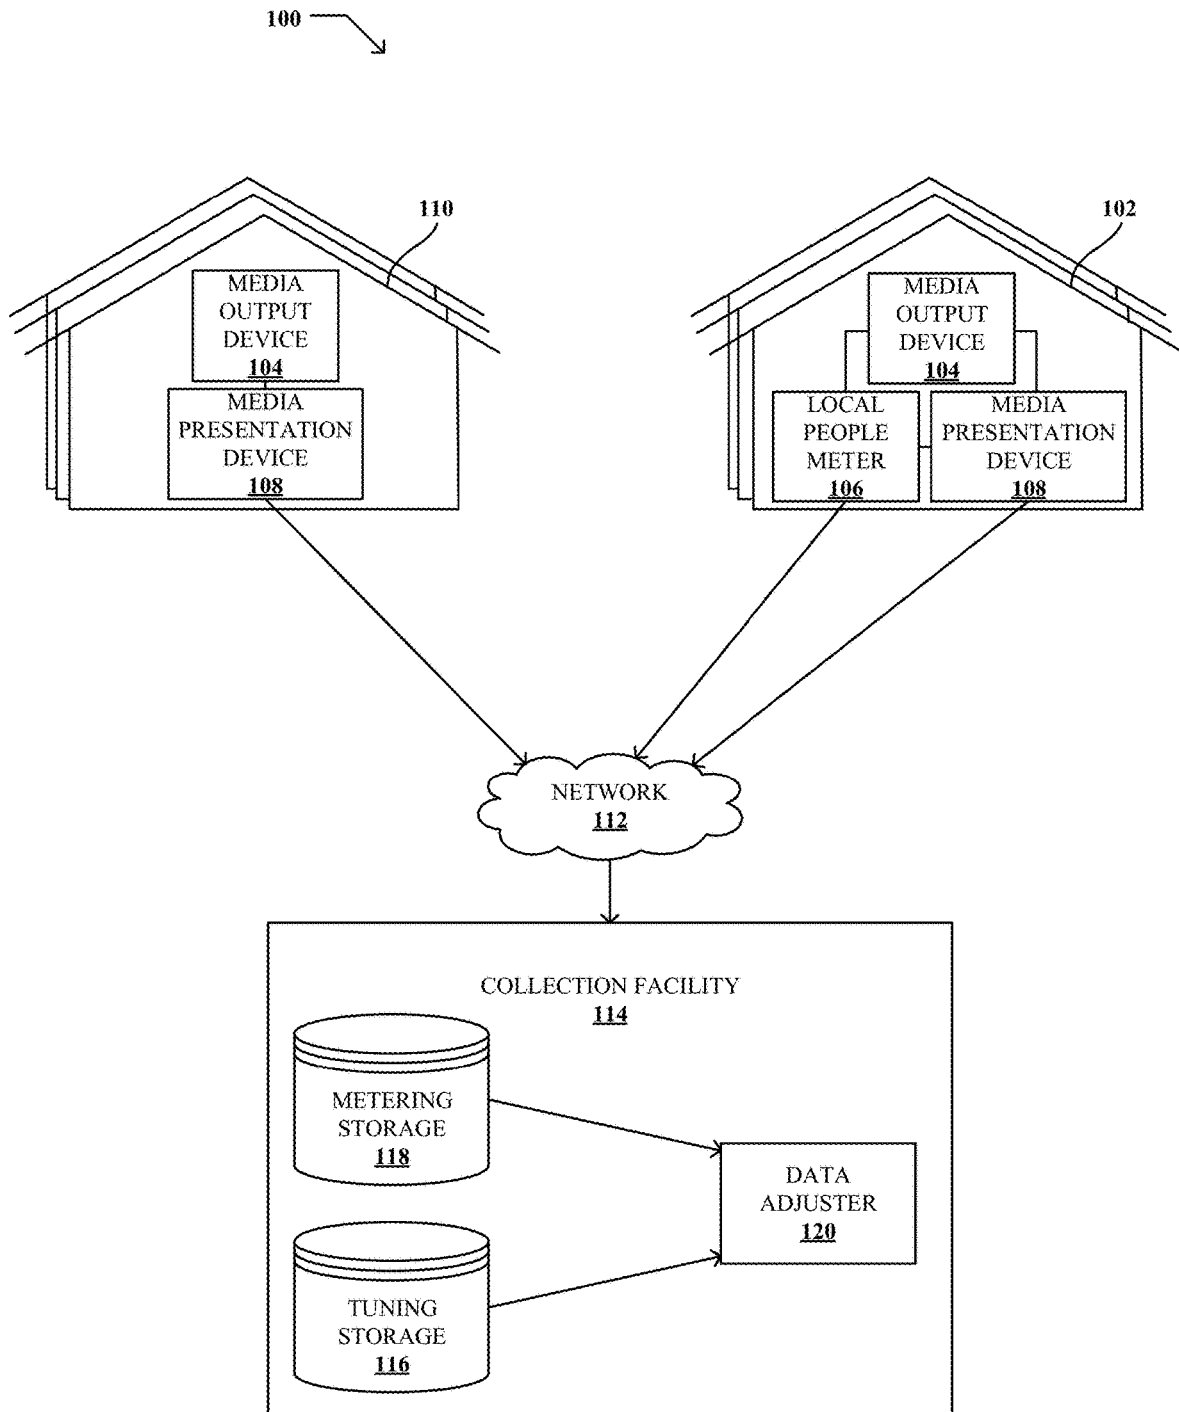 100
110
102
MEDIA
OUTPUT
DEVICE
104
MEDIA
PRESENTATION
DEVICE
108
MEDIA
OUTPUT
DEVICE
104
LOCAL
PEOPLE
METER
106
MEDIA
PRESENTATION
DEVICE
108
NETWORK
112
COLLECTION FACILITY
114
METERING
STORAGE
118
DATA
ADJUSTER
120
TUNING
STORAGE
116